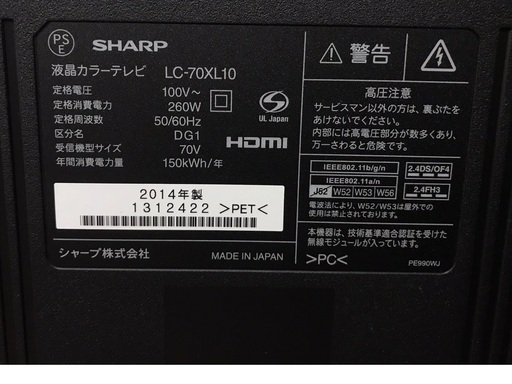 PS
E
SHARP
液晶カラーテレビ LC-70XL10
定格電圧 100V～
定格消費電力 260W
定格周波数 50/60Hz
区分名 DG1
受信機型サイズ 70V
年間消費電力量 150kWh/年
S
UL Japan
HDMI
2014年製
1312422 >PET<
シャープ株式会社
MADE IN JAPAN
警告
高圧注意
サービスマン以外の方は、裏ぶたを
あけないでください。
内部には高電圧部分が数多くあり、
万一さわると危険です。
IEEE802.11b/g/n
IEEE802.11a/n
J52 W52 W53 W56
2.4DS/OF4
2.4FH3
電波法により、W52/W53は屋外での
使用は禁止されています。
本機器は、技術基準適合認証を受けた
無線モジュールが入っています。
>PC<
PE990WJ